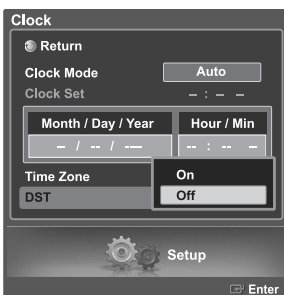 Clock
Return
Clock Mode Auto
Clock Set – : – –
Month / Day / Year Hour / Min
– / -- / -–– -- : -- –
Time Zone On
DST Off
Setup
Enter